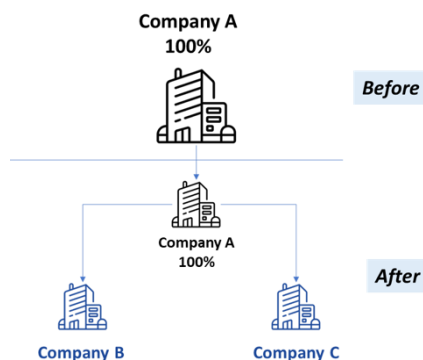 Company A
100%
Before
Company A
100%
After
Company B
Company C